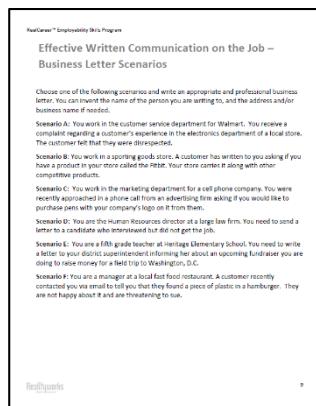 RealCareer™ Employability Skills Program
Effective Written Communication on the Job –
Business Letter Scenarios
Choose one of the following scenarios and write an appropriate and professional business
letter. You can invent the name of the person you are writing to, and the address and/or
business name if needed.
Scenario A: You work in the customer service department for Walmart. You receive a
complaint regarding a customer's experience in the electronics department of a local store.
The customer felt that they were disrespected.
Scenario B: You work in a sporting goods store. A customer has written to you asking if you
have a product in your store called the Fitbit. Your store carries it along with other
competitive products.
Scenario C: You work in the marketing department for a cell phone company. You were
recently approached in a phone call from an advertising firm asking if you would like to
purchase pens with your company's logo on it from them.
Scenario D: You are the Human Resources director at a large law firm. You need to send a
letter to a candidate who interviewed but did not get the job.
Scenario E: You are a fifth grade teacher at Heritage Elementary School. You need to write
a letter to your district superintendent informing her about an upcoming fundraiser you are
doing to raise money for a field trip to Washington, D.C.
Scenario F: You are a manager at a local fast food restaurant. A customer recently
contacted you via email to tell you that they found a piece of plastic in a hamburger. They
are not happy about it and are threatening to sue.
Realityworks